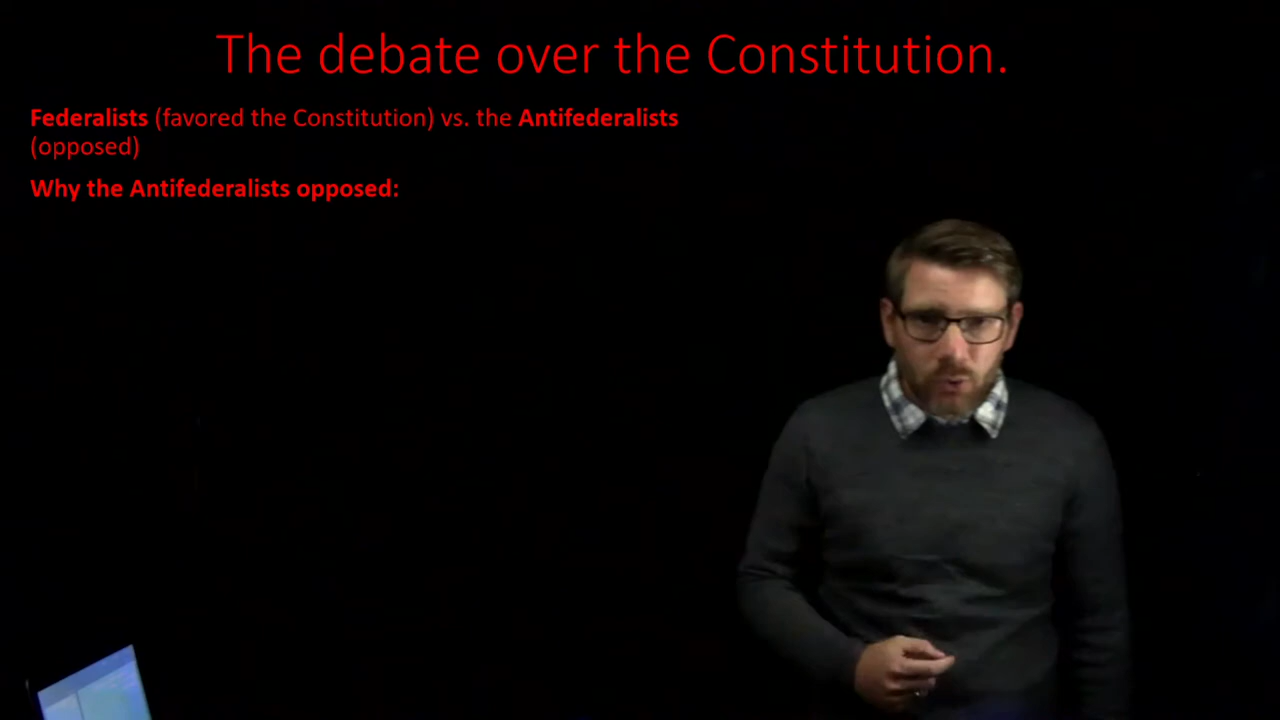 The debate over the Constitution.
Federalists (favored the Constitution) vs. the Antifederalists
(opposed)
Why the Antifederalists opposed: